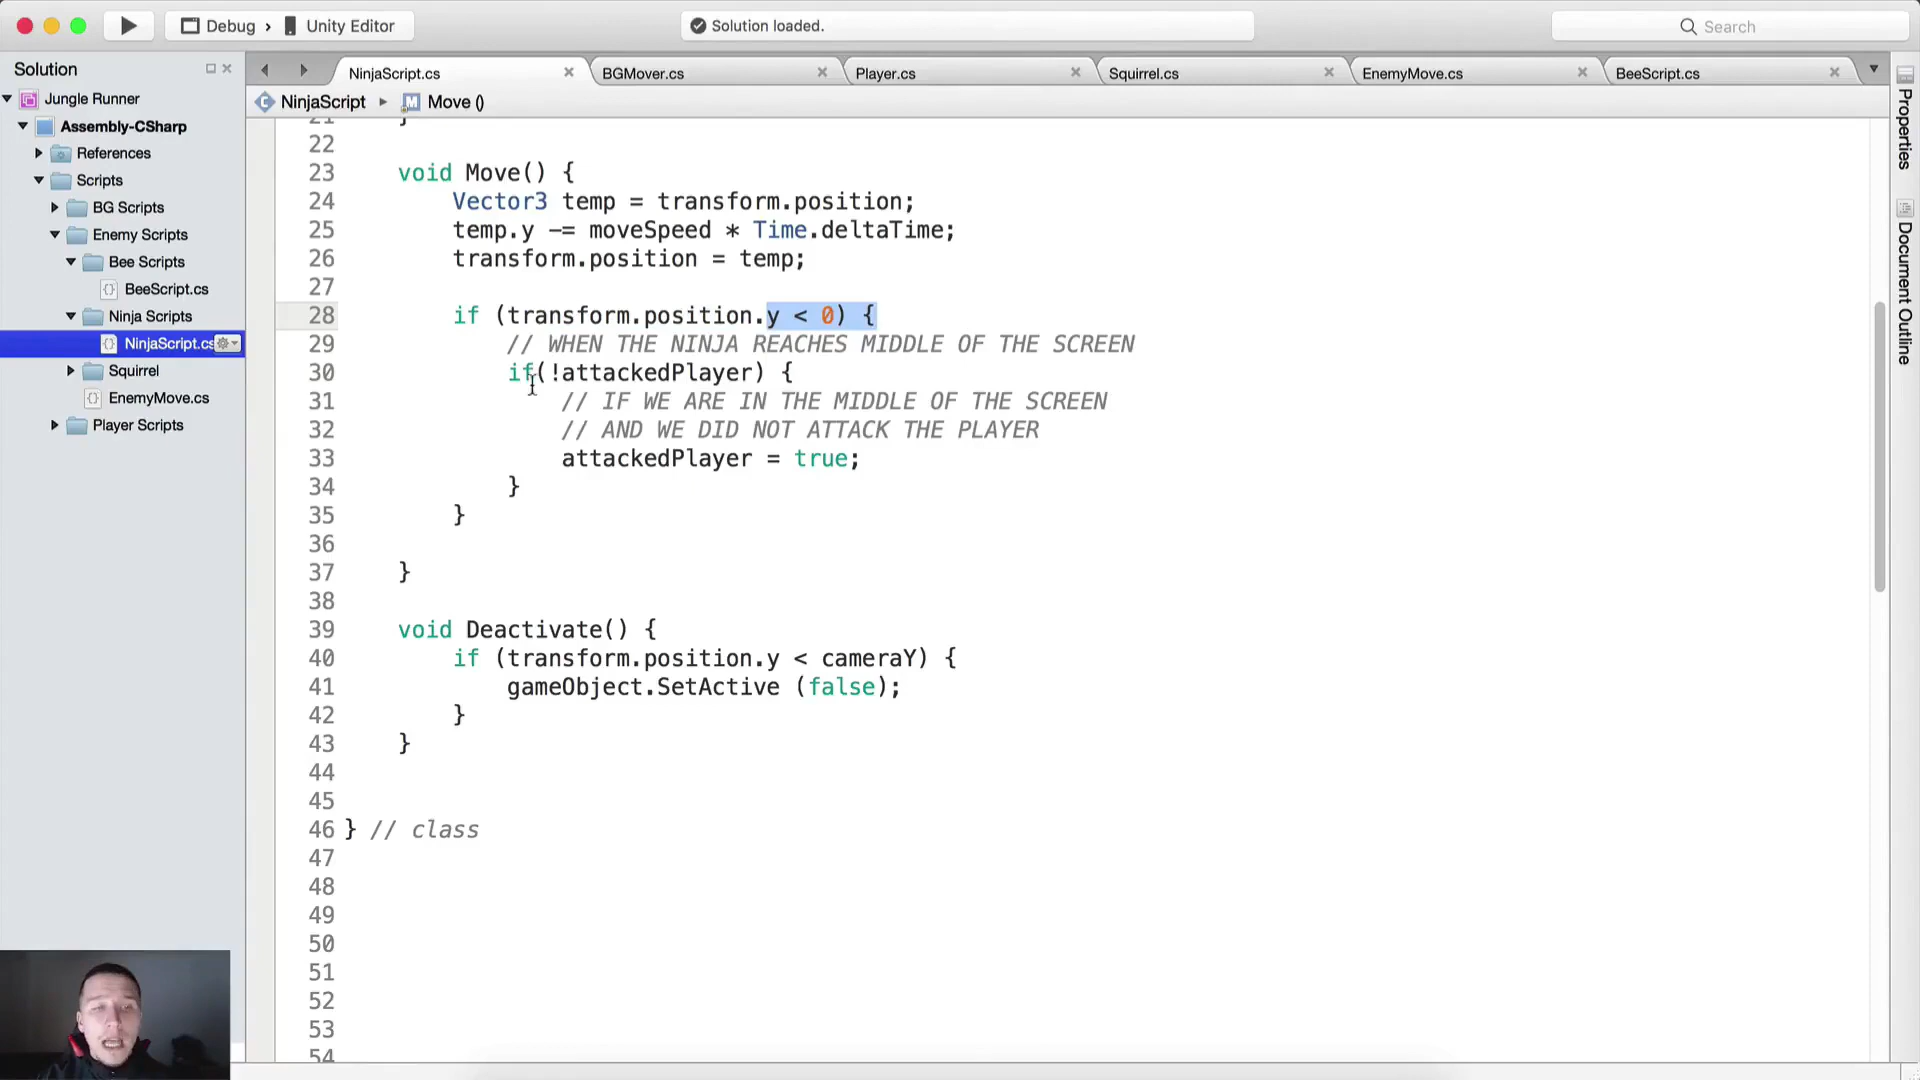 Debug > Unity Editor
Solution loaded.
Search
Solution
Jungle Runner
Assembly-CSharp
References
Scripts
BG Scripts
Enemy Scripts
Bee Scripts
BeeScript.cs
Ninja Scripts
NinjaScript.cs
Squirrel
EnemyMove.cs
Player Scripts
NinjaScript.cs
BGMover.cs
Player.cs
Squirrel.cs
EnemyMove.cs
BeeScript.cs
NinjaScript Move ()
21 }
22
23 void Move() {
24 Vector3 temp = transform.position;
25 temp.y -= moveSpeed * Time.deltaTime;
26 transform.position = temp;
27
28 if (transform.position.y < 0) {
29 // WHEN THE NINJA REACHES MIDDLE OF THE SCREEN
30 if(!attackedPlayer) {
31 // IF WE ARE IN THE MIDDLE OF THE SCREEN
32 // AND WE DID NOT ATTACK THE PLAYER
33 attackedPlayer = true;
34 }
35 }
36
37 }
38
39 void Deactivate() {
40 if (transform.position.y < cameraY) {
41 gameObject.SetActive (false);
42 }
43 }
44
45
46 } // class
47
48
49
50
51
52
53
54
Properties
Document Outline